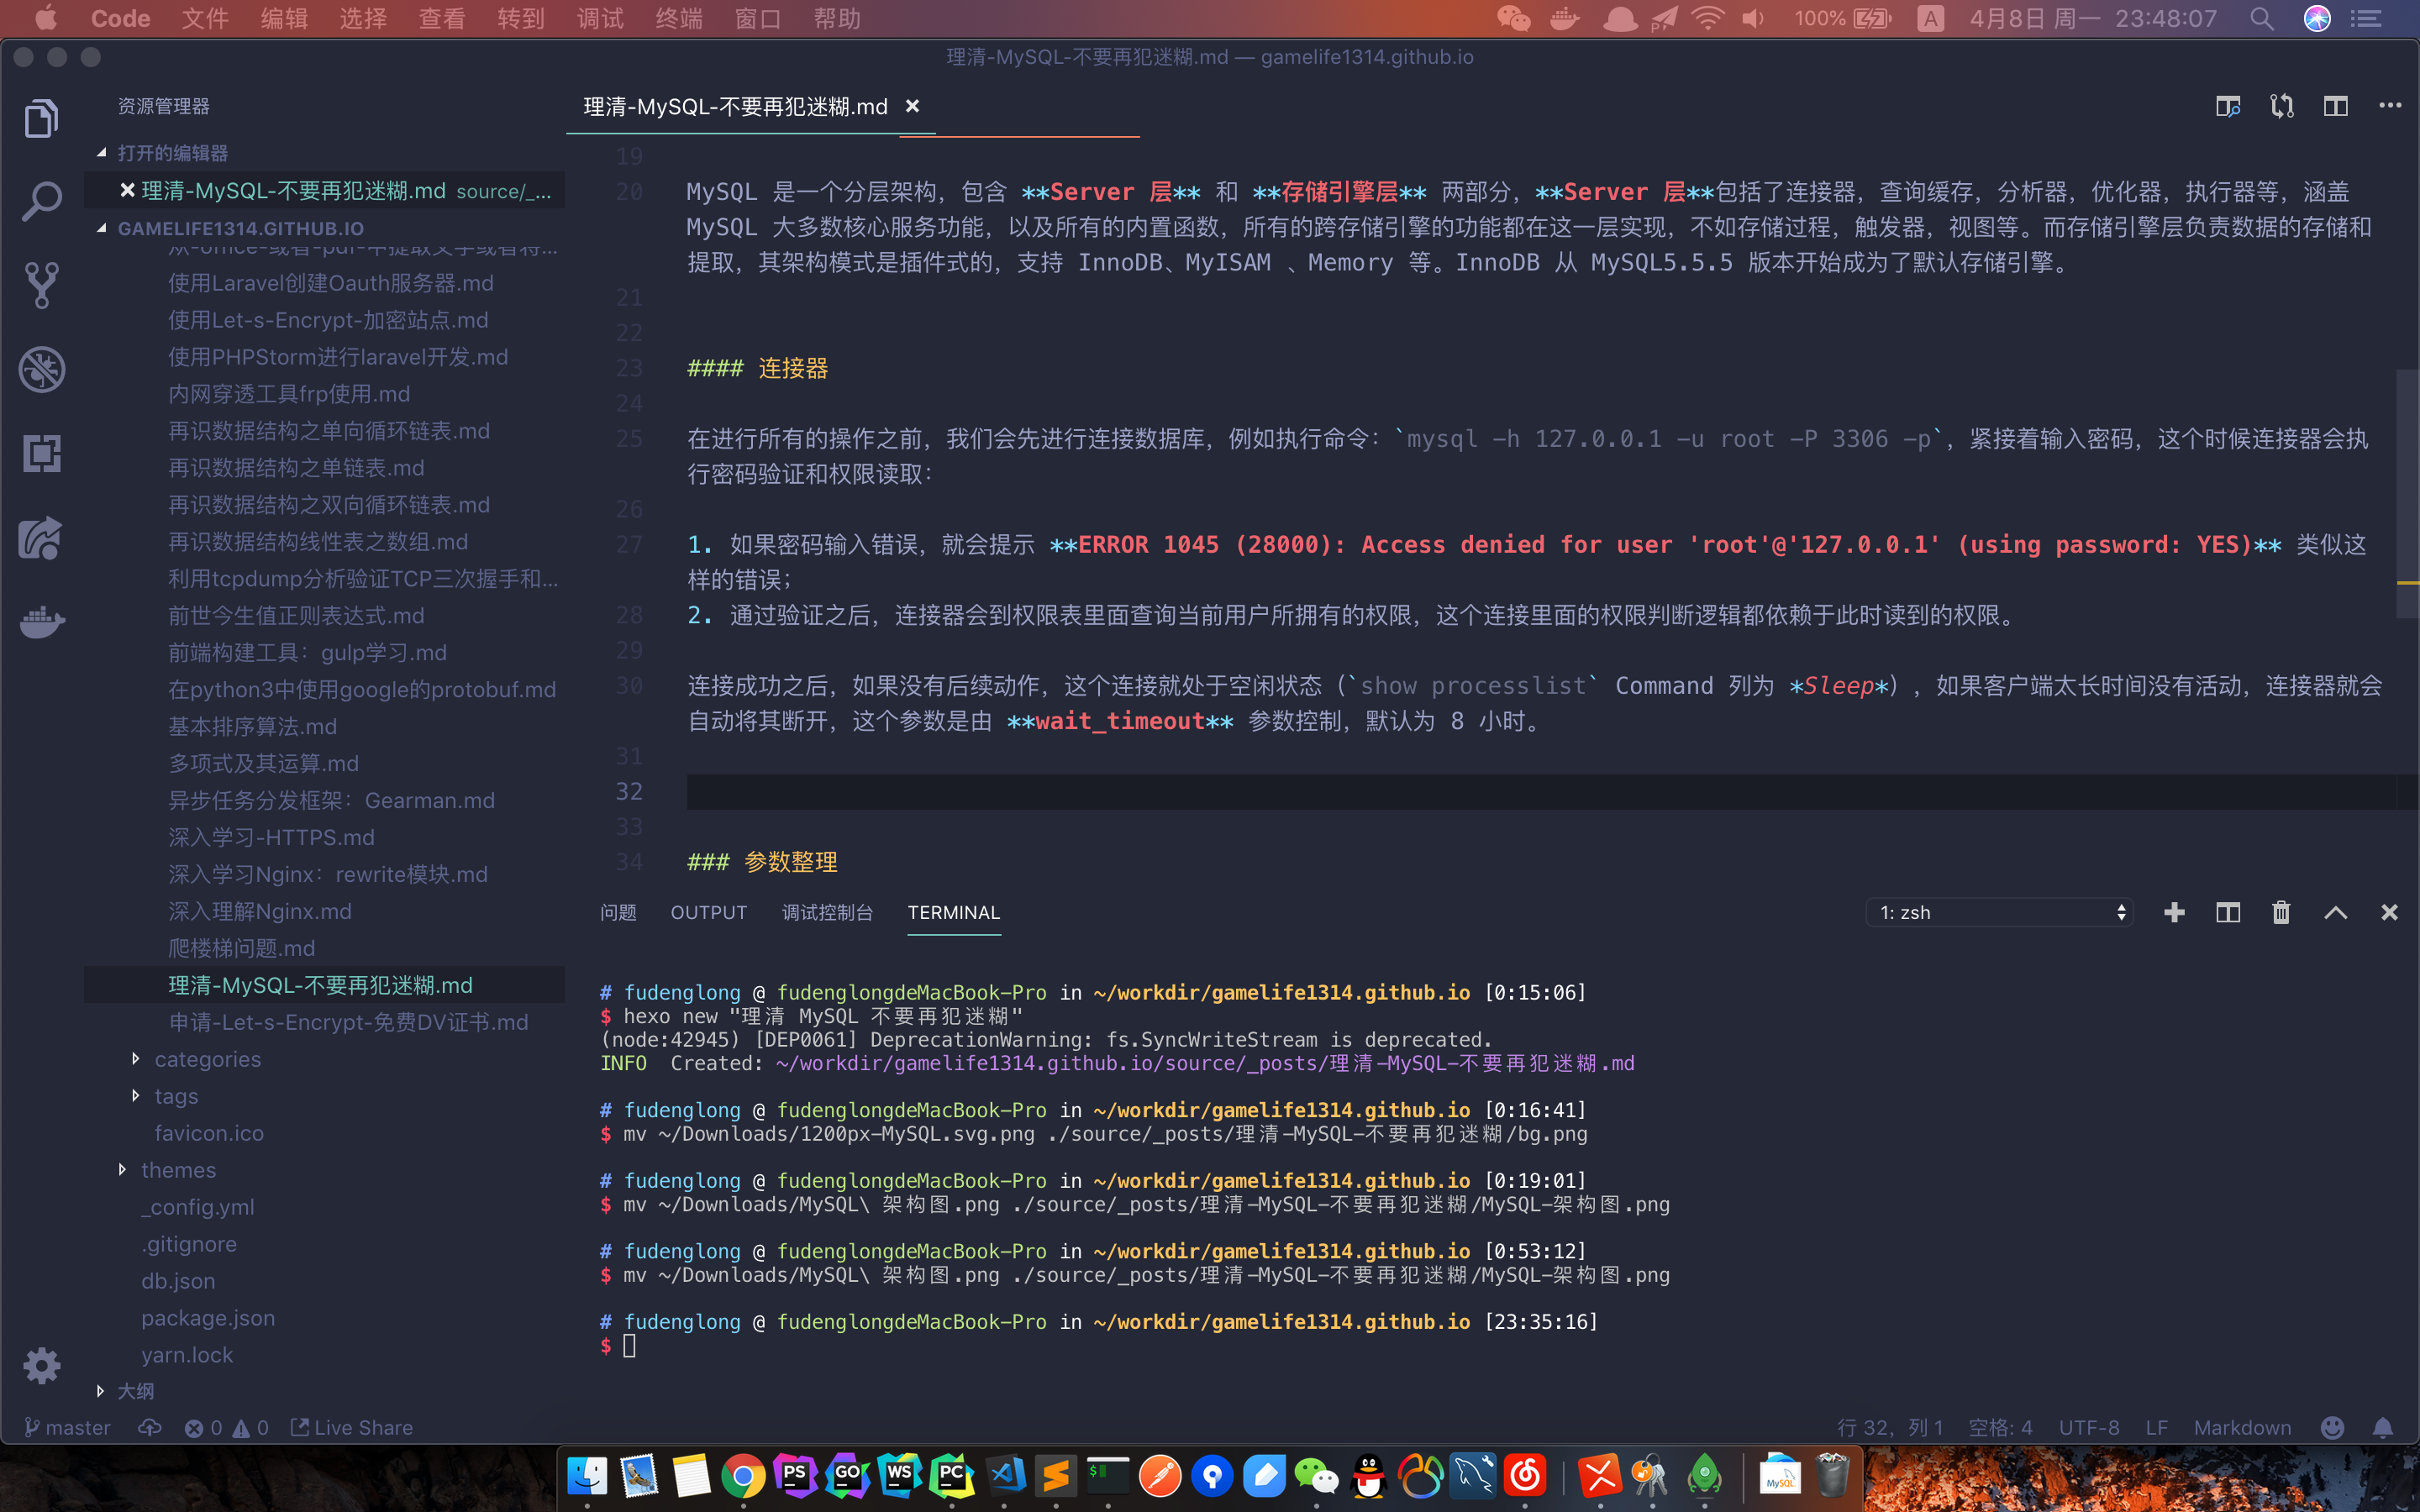 Code 文件 编辑 选择 查看 转到 调试 终端 窗口 帮助 100% A 4月8日 周一 23:48:07
理清-MySQL-不要再犯迷糊.md — gamelife1314.github.io
资源管理器
打开的编辑器
理清-MySQL-不要再犯迷糊.md source/_...
GAMELIFE1314.GITHUB.IO
使用Laravel创建Oauth服务器.md
使用Let-s-Encrypt-加密站点.md
使用PHPStorm进行laravel开发.md
内网穿透工具frp使用.md
再识数据结构之单向循环链表.md
再识数据结构之单链表.md
再识数据结构之双向循环链表.md
再识数据结构线性表之数组.md
利用tcpdump分析验证TCP三次握手和...
前世今生值正则表达式.md
前端构建工具：gulp学习.md
在python3中使用google的protobuf.md
基本排序算法.md
多项式及其运算.md
异步任务分发框架：Gearman.md
深入学习-HTTPS.md
深入学习Nginx：rewrite模块.md
深入理解Nginx.md
爬楼梯问题.md
理清-MySQL-不要再犯迷糊.md
申请-Let-s-Encrypt-免费DV证书.md
categories
tags
favicon.ico
themes
_config.yml
.gitignore
db.json
package.json
yarn.lock
大纲
理清-MySQL-不要再犯迷糊.md
19
20 MySQL 是一个分层架构，包含 **Server 层** 和 **存储引擎层** 两部分，**Server 层**包括了连接器，查询缓存，分析器，优化器，执行器等，涵盖
MySQL 大多数核心服务功能，以及所有的内置函数，所有的跨存储引擎的功能都在这一层实现，不如存储过程，触发器，视图等。而存储引擎层负责数据的存储和
提取，其架构模式是插件式的，支持 InnoDB、MyISAM 、Memory 等。InnoDB 从 MySQL5.5.5 版本开始成为了默认存储引擎。
21
22
23 #### 连接器
24
25 在进行所有的操作之前，我们会先进行连接数据库，例如执行命令：`mysql -h 127.0.0.1 -u root -P 3306 -p`，紧接着输入密码，这个时候连接器会执
行密码验证和权限读取：
26
27 1. 如果密码输入错误，就会提示 **ERROR 1045 (28000): Access denied for user 'root'@'127.0.0.1' (using password: YES)** 类似这
样的错误；
28 2. 通过验证之后，连接器会到权限表里面查询当前用户所拥有的权限，这个连接里面的权限判断逻辑都依赖于此时读到的权限。
29
30 连接成功之后，如果没有后续动作，这个连接就处于空闲状态（`show processlist` Command 列为 *Sleep*），如果客户端太长时间没有活动，连接器就会
自动将其断开，这个参数是由 **wait_timeout** 参数控制，默认为 8 小时。
31
32
33
34 ### 参数整理
问题 OUTPUT 调试控制台 TERMINAL 1: zsh
# fudenglong @ fudenglongdeMacBook-Pro in ~/workdir/gamelife1314.github.io [0:15:06]
$ hexo new "理清 MySQL 不要再犯迷糊"
(node:42945) [DEP0061] DeprecationWarning: fs.SyncWriteStream is deprecated.
INFO  Created: ~/workdir/gamelife1314.github.io/source/_posts/理清-MySQL-不要再犯迷糊.md
# fudenglong @ fudenglongdeMacBook-Pro in ~/workdir/gamelife1314.github.io [0:16:41]
$ mv ~/Downloads/1200px-MySQL.svg.png ./source/_posts/理清-MySQL-不要再犯迷糊/bg.png
# fudenglong @ fudenglongdeMacBook-Pro in ~/workdir/gamelife1314.github.io [0:19:01]
$ mv ~/Downloads/MySQL\ 架构图.png ./source/_posts/理清-MySQL-不要再犯迷糊/MySQL-架构图.png
# fudenglong @ fudenglongdeMacBook-Pro in ~/workdir/gamelife1314.github.io [0:53:12]
$ mv ~/Downloads/MySQL\ 架构图.png ./source/_posts/理清-MySQL-不要再犯迷糊/MySQL-架构图.png
# fudenglong @ fudenglongdeMacBook-Pro in ~/workdir/gamelife1314.github.io [23:35:16]
$
master 0 0 Live Share 行 32，列 1 空格: 4 UTF-8 LF Markdown
PS GO WS PC $ MySQL